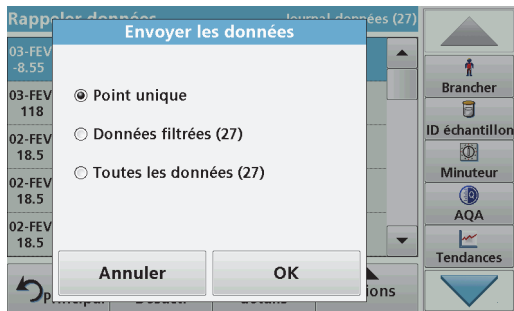 Rappeler données
Journal données (27)
Envoyer les données
03-FEV
-8.55
03-FEV
118
02-FEV
18.5
02-FEV
18.5
02-FEV
18.5
Point unique
Données filtrées (27)
Toutes les données (27)
Annuler
OK
Brancher
ID échantillon
Minuteur
AQA
Tendances